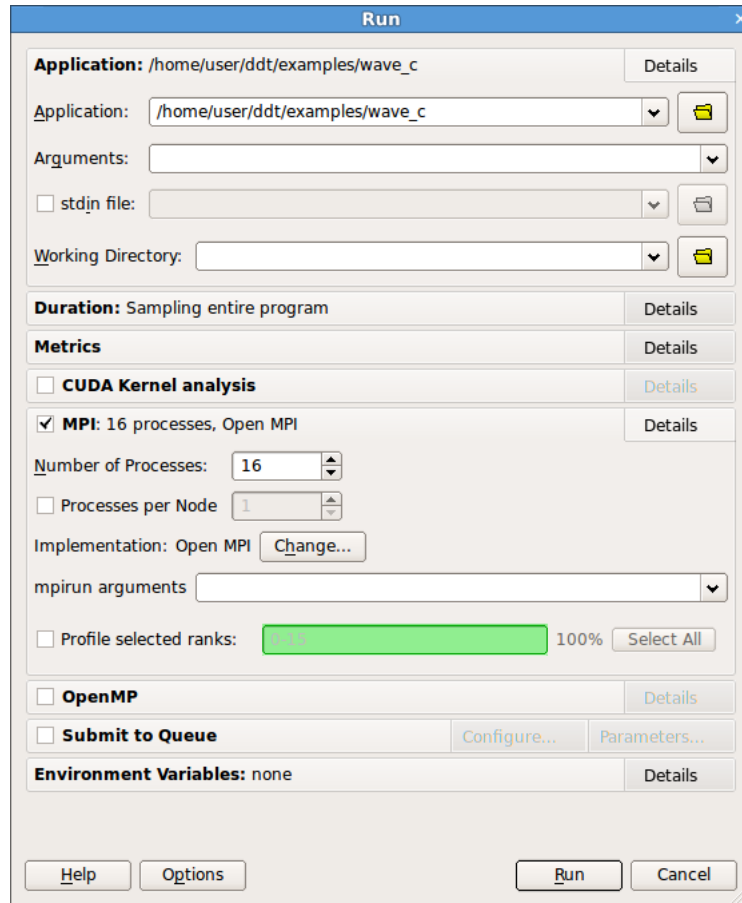 Run
Application: /home/user/ddt/examples/wave_c Details
Application: /home/user/ddt/examples/wave_c
Arguments:
stdin file:
Working Directory:
Duration: Sampling entire program Details
Metrics Details
CUDA Kernel analysis Details
MPI: 16 processes, Open MPI Details
Number of Processes: 16
Processes per Node 1
Implementation: Open MPI Change...
mpirun arguments
Profile selected ranks: 0-15 100% Select All
OpenMP Details
Submit to Queue Configure... Parameters...
Environment Variables: none Details
Help Options Run Cancel